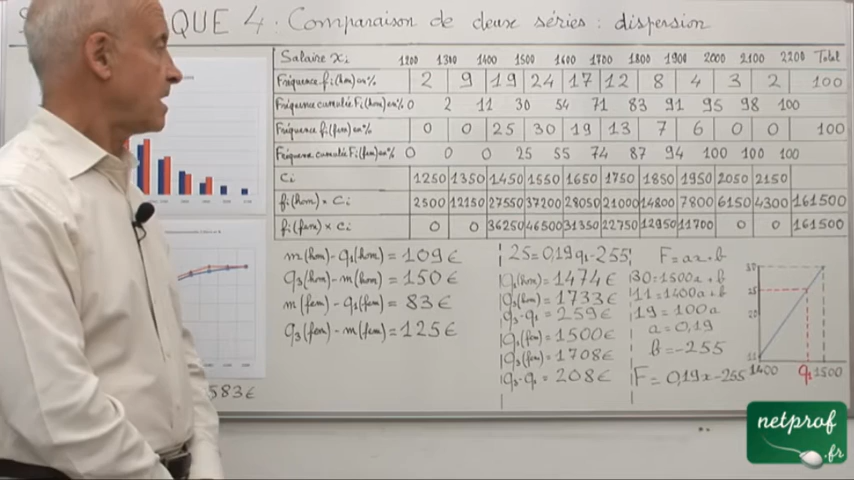 QUE 4. Comparaison de deux séries : dispersion
Salaire xi 1200 1300 1400 1500 1600 1700 1800 1900 2000 2100 2200 Total
Fréquence fi(hom) en % 2 9 19 24 17 12 8 4 3 2 100
Fréquence cumulée Fi(hom) en % 0 2 11 30 54 71 83 91 95 98 100
Fréquence fi(fem) en % 0 0 25 30 19 13 7 6 0 0 100
Fréquence cumulée Fi(fem) en % 0 0 0 25 55 74 87 94 100 100 100
Ci 1250 1350 1450 1550 1650 1750 1850 1950 2050 2150
fi(hom) × Ci 2500 12150 27550 37200 28050 21000 14800 7800 6150 4300 161500
fi(fem) × Ci 0 0 36250 46500 31350 22750 12950 11700 0 0 161500
m(hom) - q1(hom) = 109€
q3(hom) - m(hom) = 150€
m(fem) - q1(fem) = 83€
q3(fem) - m(fem) = 125€
583€
25 = 0,19q1 - 255
q1(hom) = 1474€
q3(hom) = 1733€
q3 - q1 = 259€
q1(fem) = 1500€
q3(fem) = 1708€
q3 - q1 = 208€
F = ax + b
30 = 1500a + b
11 = 1400a + b
19 = 100a
a = 0,19
b = -255
F = 0,19x - 255
30
25
20
11
1400 q1 1500
netprof
.fr